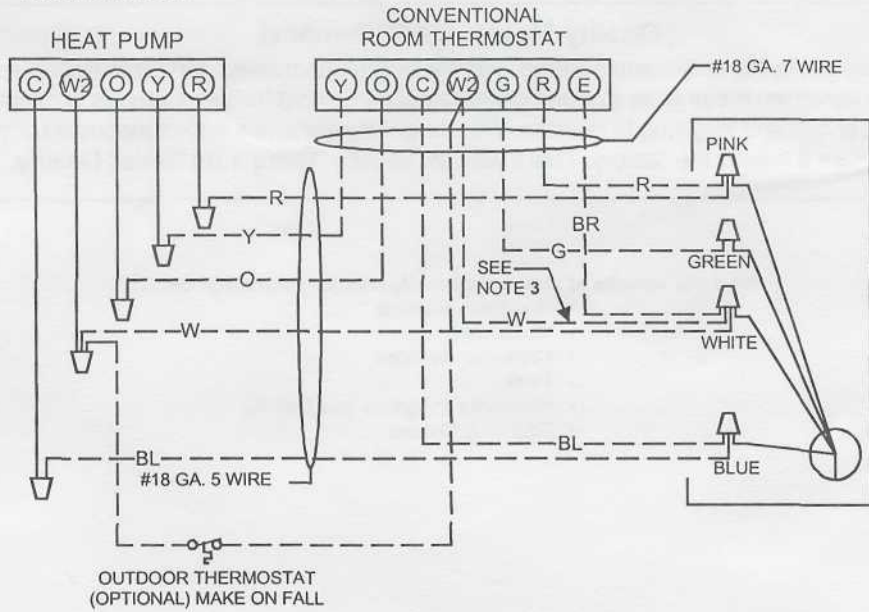 HEAT PUMP
C W2 O Y R
CONVENTIONAL
ROOM THERMOSTAT
Y O C W2 G R E
#18 GA. 7 WIRE
PINK
R
R
BR
Y
G
GREEN
O
SEE
NOTE 3
W
W
WHITE
BL
BL
BLUE
#18 GA. 5 WIRE
OUTDOOR THERMOSTAT
(OPTIONAL) MAKE ON FALL